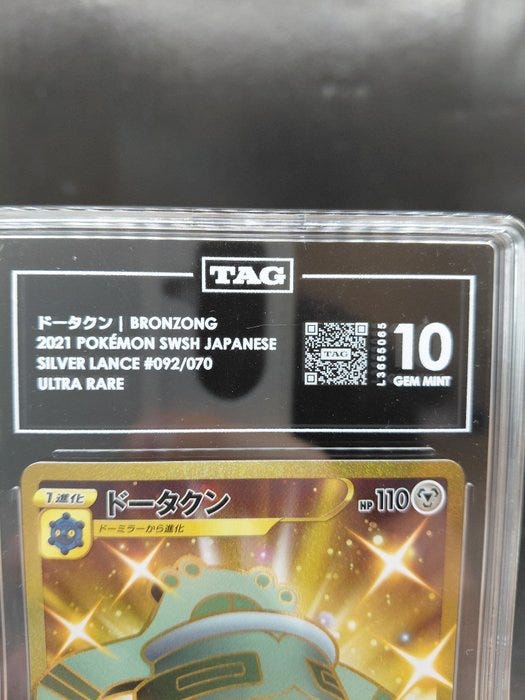 TAG
ドータクン | BRONZONG
2021 POKÉMON SWSH JAPANESE
SILVER LANCE #092/070
ULTRA RARE
TAG
L3655065
10
GEM MINT
1進化
ドータクン
HP 110
ドーミラーから進化